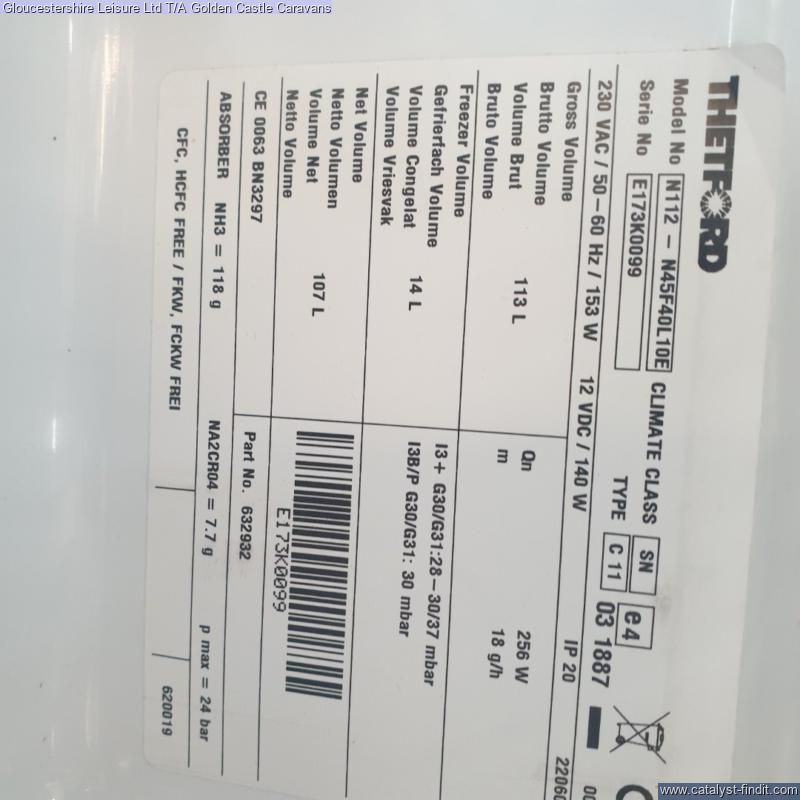 Gloucestershire Leisure Ltd T/A Golden Castle Caravans
THETFORD
Model No N112 – N45F40L10E CLIMATE CLASS SN e4
Serie No E173K0099 TYPE C 11 03 1887
230 VAC / 50–60 Hz / 153 W 12 VDC / 140 W IP 20
Gross Volume
Brutto Volume
Volume Brut 113 L
Bruto Volume
Qn 256 W
m 18 g/h
Freezer Volume
Gefrierfach Volume
Volume Congelat 14 L
Volume Vriesvak
I3+ G30/G31:28–30/37 mbar
I3B/P G30/G31: 30 mbar
Net Volume
Netto Volumen
Volume Net 107 L
Netto Volume
E173K0099
CE 0063 BN3297 Part No. 632932
ABSORBER NH3 = 118 g NA2CR04 = 7.7 g p max = 24 bar
CFC, HCFC FREE / FKW, FCKW FREI 620019
www.catalyst-findit.com